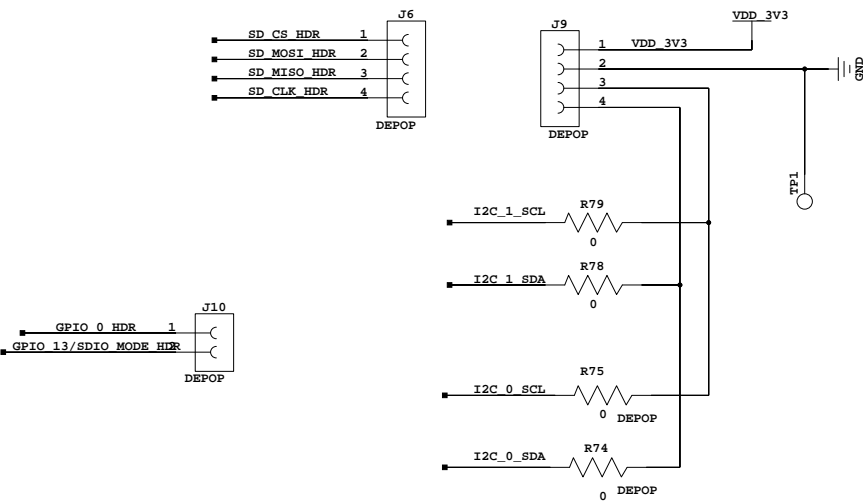 J6
SD_CS_HDR 1
SD_MOSI_HDR 2
SD_MISO_HDR 3
SD_CLK_HDR 4
DEPOP
J9
VDD_3V3
1 VDD_3V3
2
3
4
DEPOP
GND
TP1
I2C_1_SCL R79
0
I2C_1_SDA R78
0
J10
GPIO_0_HDR 1
GPIO_13/SDIO_MODE_HDR 2
DEPOP
I2C_0_SCL R75
0 DEPOP
I2C_0_SDA R74
0 DEPOP